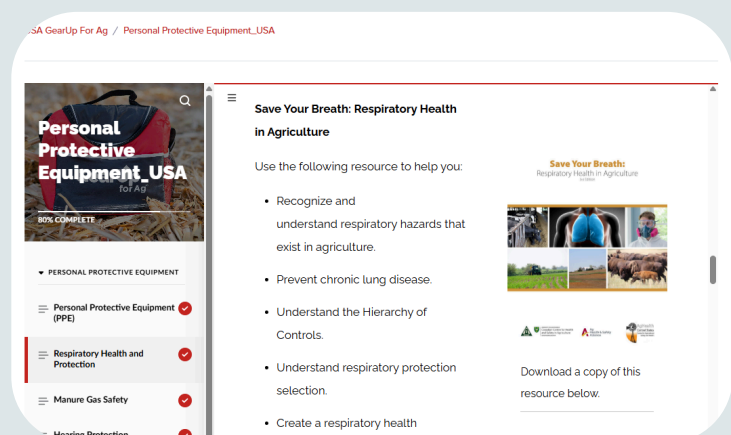 USA GearUp For Ag / Personal Protective Equipment_USA
Personal
Protective
Equipment_USA
for Ag
80% COMPLETE
PERSONAL PROTECTIVE EQUIPMENT
Personal Protective Equipment
(PPE)
Respiratory Health and
Protection
Manure Gas Safety
Hearing Protection
Save Your Breath: Respiratory Health
in Agriculture
Use the following resource to help you:
• Recognize and
understand respiratory hazards that
exist in agriculture.
• Prevent chronic lung disease.
• Understand the Hierarchy of
Controls.
• Understand respiratory protection
selection.
• Create a respiratory health
Save Your Breath:
Respiratory Health in Agriculture
Download a copy of this
resource below.